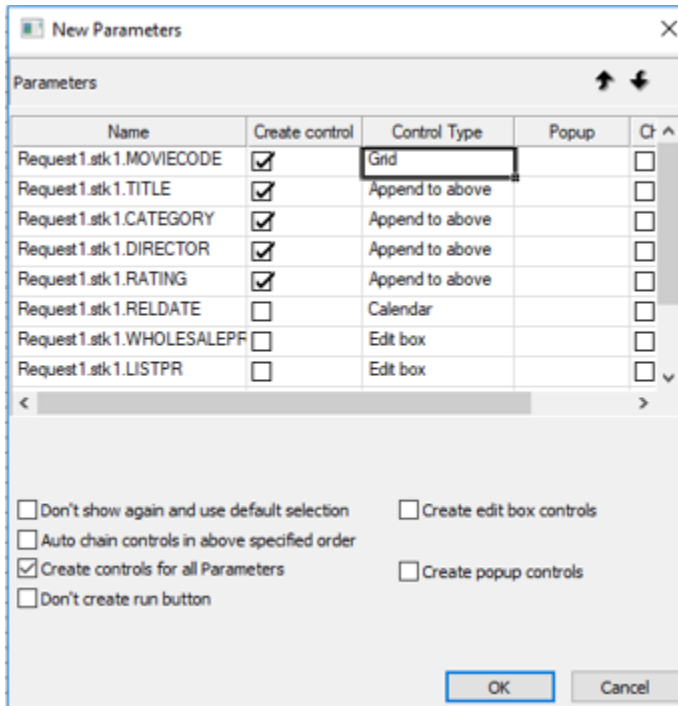 New Parameters
Parameters
Name Create control Control Type Popup Ch
Request1.stk1.MOVIECODE Grid
Request1.stk1.TITLE Append to above
Request1.stk1.CATEGORY Append to above
Request1.stk1.DIRECTOR Append to above
Request1.stk1.RATING Append to above
Request1.stk1.RELDATE Calendar
Request1.stk1.WHOLESALEPR Edit box
Request1.stk1.LISTPR Edit box
Don't show again and use default selection Create edit box controls
Auto chain controls in above specified order
Create controls for all Parameters Create popup controls
Don't create run button
OK Cancel